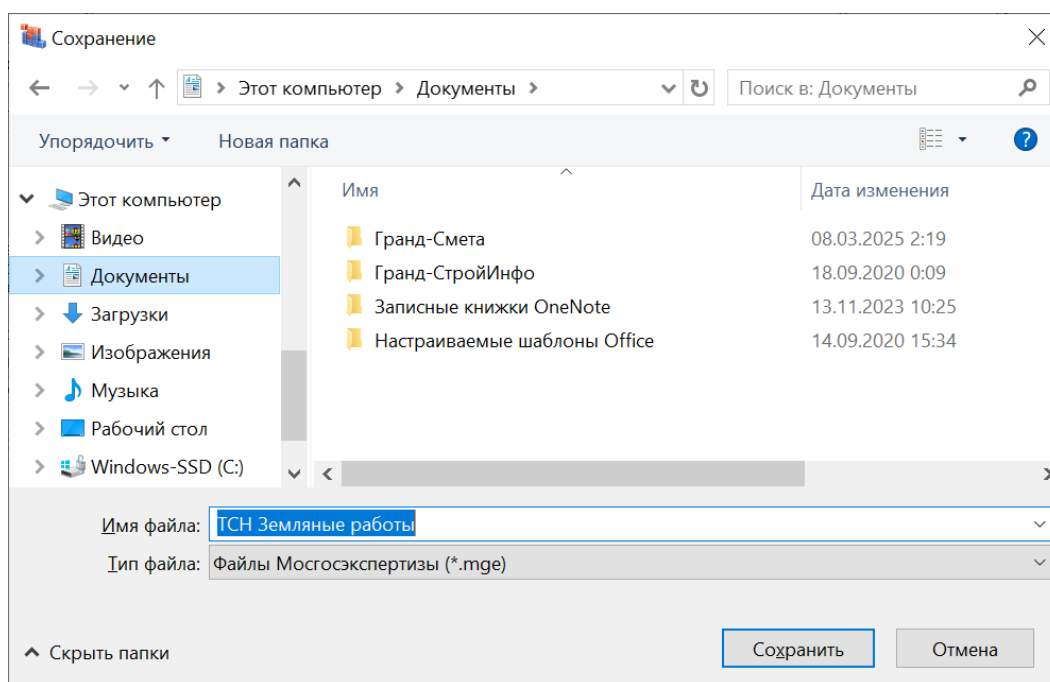 Сохранение
Этот компьютер > Документы >
Поиск в: Документы
Упорядочить
Новая папка
Имя
Дата изменения
Этот компьютер
Видео
Документы
Загрузки
Изображения
Музыка
Рабочий стол
Windows-SSD (C:)
Гранд-Смета 08.03.2025 2:19
Гранд-СтройИнфо 18.09.2020 0:09
Записные книжки OneNote 13.11.2023 10:25
Настраиваемые шаблоны Office 14.09.2020 15:34
Имя файла: ТСН Земляные работы
Тип файла: Файлы Мосгосэкспертизы (*.mge)
Скрыть папки
Сохранить
Отмена